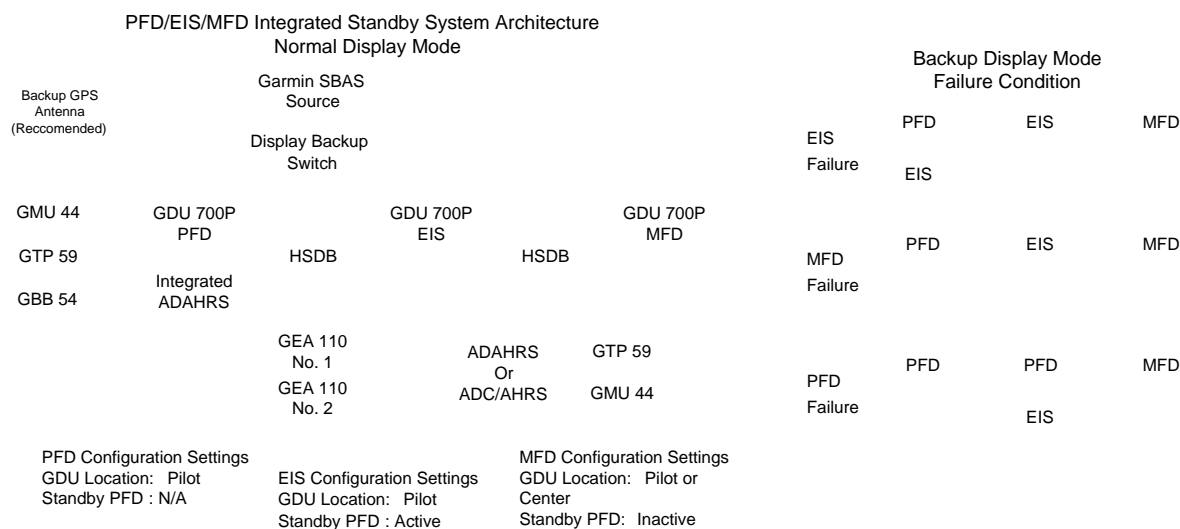 PFD/EIS/MFD Integrated Standby System Architecture
Normal Display Mode
Garmin SBAS
Source
Backup GPS
Antenna
(Reccomended)
Display Backup
Switch
GMU 44
GTP 59
GBB 54
GDU 700P
PFD
Integrated
ADAHRS
HSDB
GDU 700P
EIS
HSDB
GDU 700P
MFD
GEA 110
No. 1
GEA 110
No. 2
ADAHRS
Or
ADC/AHRS
GTP 59
GMU 44
PFD Configuration Settings
GDU Location: Pilot
Standby PFD : N/A
EIS Configuration Settings
GDU Location: Pilot
Standby PFD : Active
MFD Configuration Settings
GDU Location: Pilot or
Center
Standby PFD: Inactive
Backup Display Mode
Failure Condition
EIS
Failure
PFD
EIS
EIS
MFD
MFD
Failure
PFD
EIS
MFD
PFD
Failure
PFD
PFD
EIS
MFD